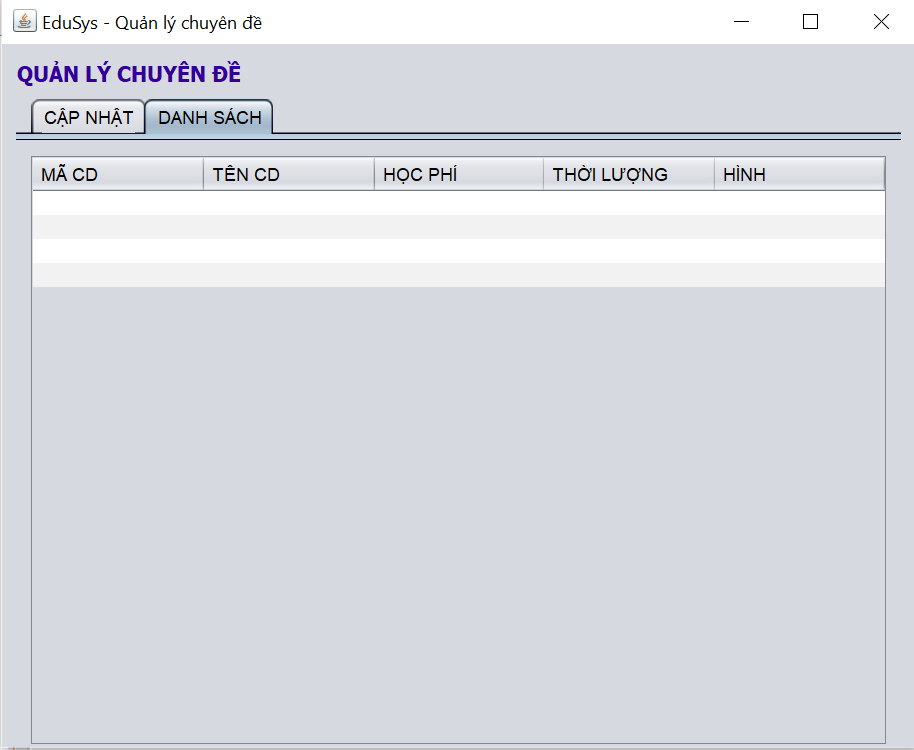 EduSys - Quản lý chuyên đề
QUẢN LÝ CHUYÊN ĐỀ
CẬP NHẬT DANH SÁCH
MÃ CD TÊN CD HỌC PHÍ THỜI LƯỢNG HÌNH